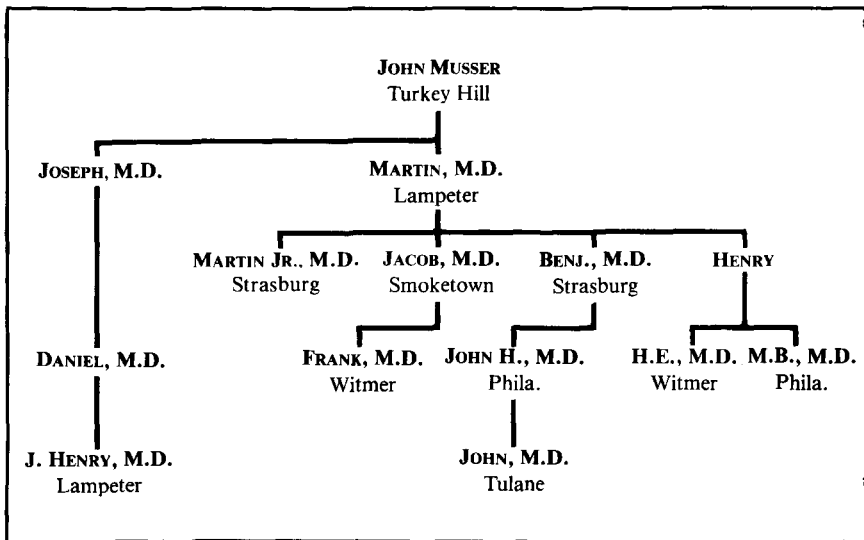 JOHN MUSSER
Turkey Hill
JOSEPH, M.D.
MARTIN, M.D.
Lampeter
MARTIN JR., M.D.
Strasburg
JACOB, M.D.
Smoketown
BENJ., M.D.
Strasburg
HENRY
DANIEL, M.D.
FRANK, M.D.
Witmer
JOHN H., M.D.
Phila.
H.E., M.D.
Witmer
M.B., M.D.
Phila.
J. HENRY, M.D.
Lampeter
JOHN, M.D.
Tulane